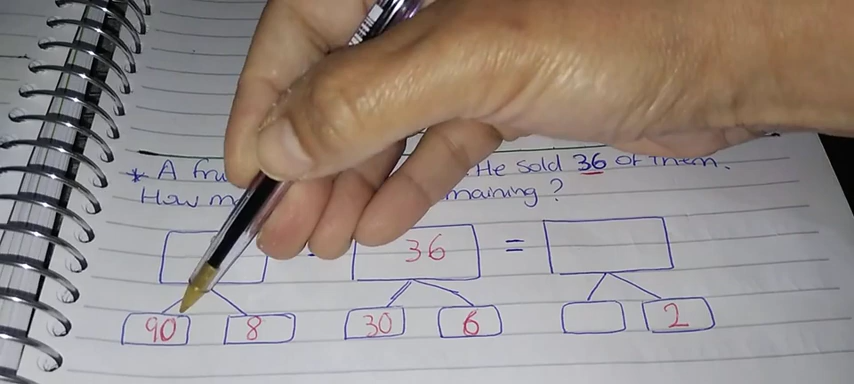 * A fru He sold 36 of them.
How m maining ?
- 36 =
90 8 30 6 2